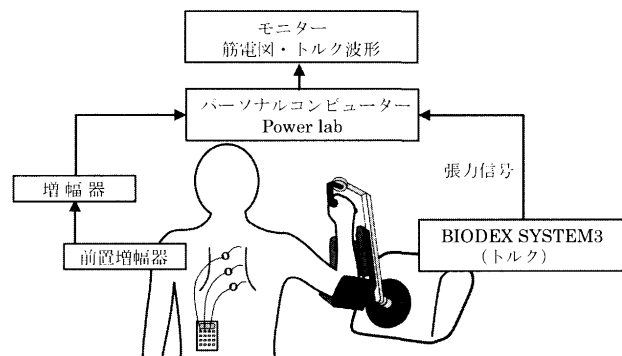 モニター
筋電図・トルク波形
パーソナルコンピューター
Power lab
張力信号
増幅器
前置増幅器
BIODEX SYSTEM3
(トルク)